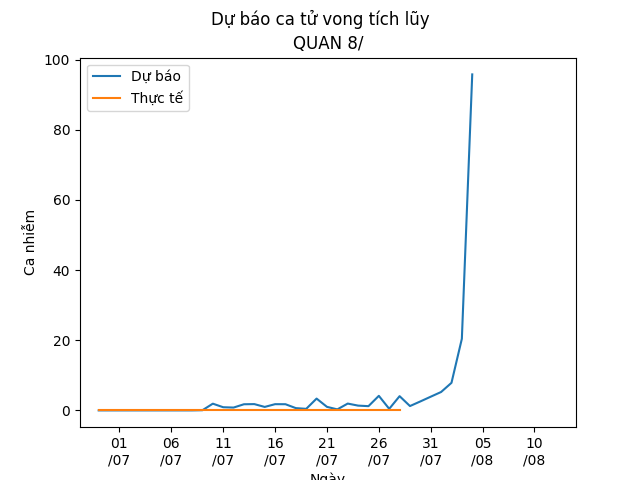 Dự báo ca tử vong tích lũy
QUAN 8/
Dự báo
Thực tế
Ca nhiễm
100
80
60
40
20
0
01 06 11 16 21 26 31 05 10
/07 /07 /07 /07 /07 /07 /07 /08 /08
Ngày